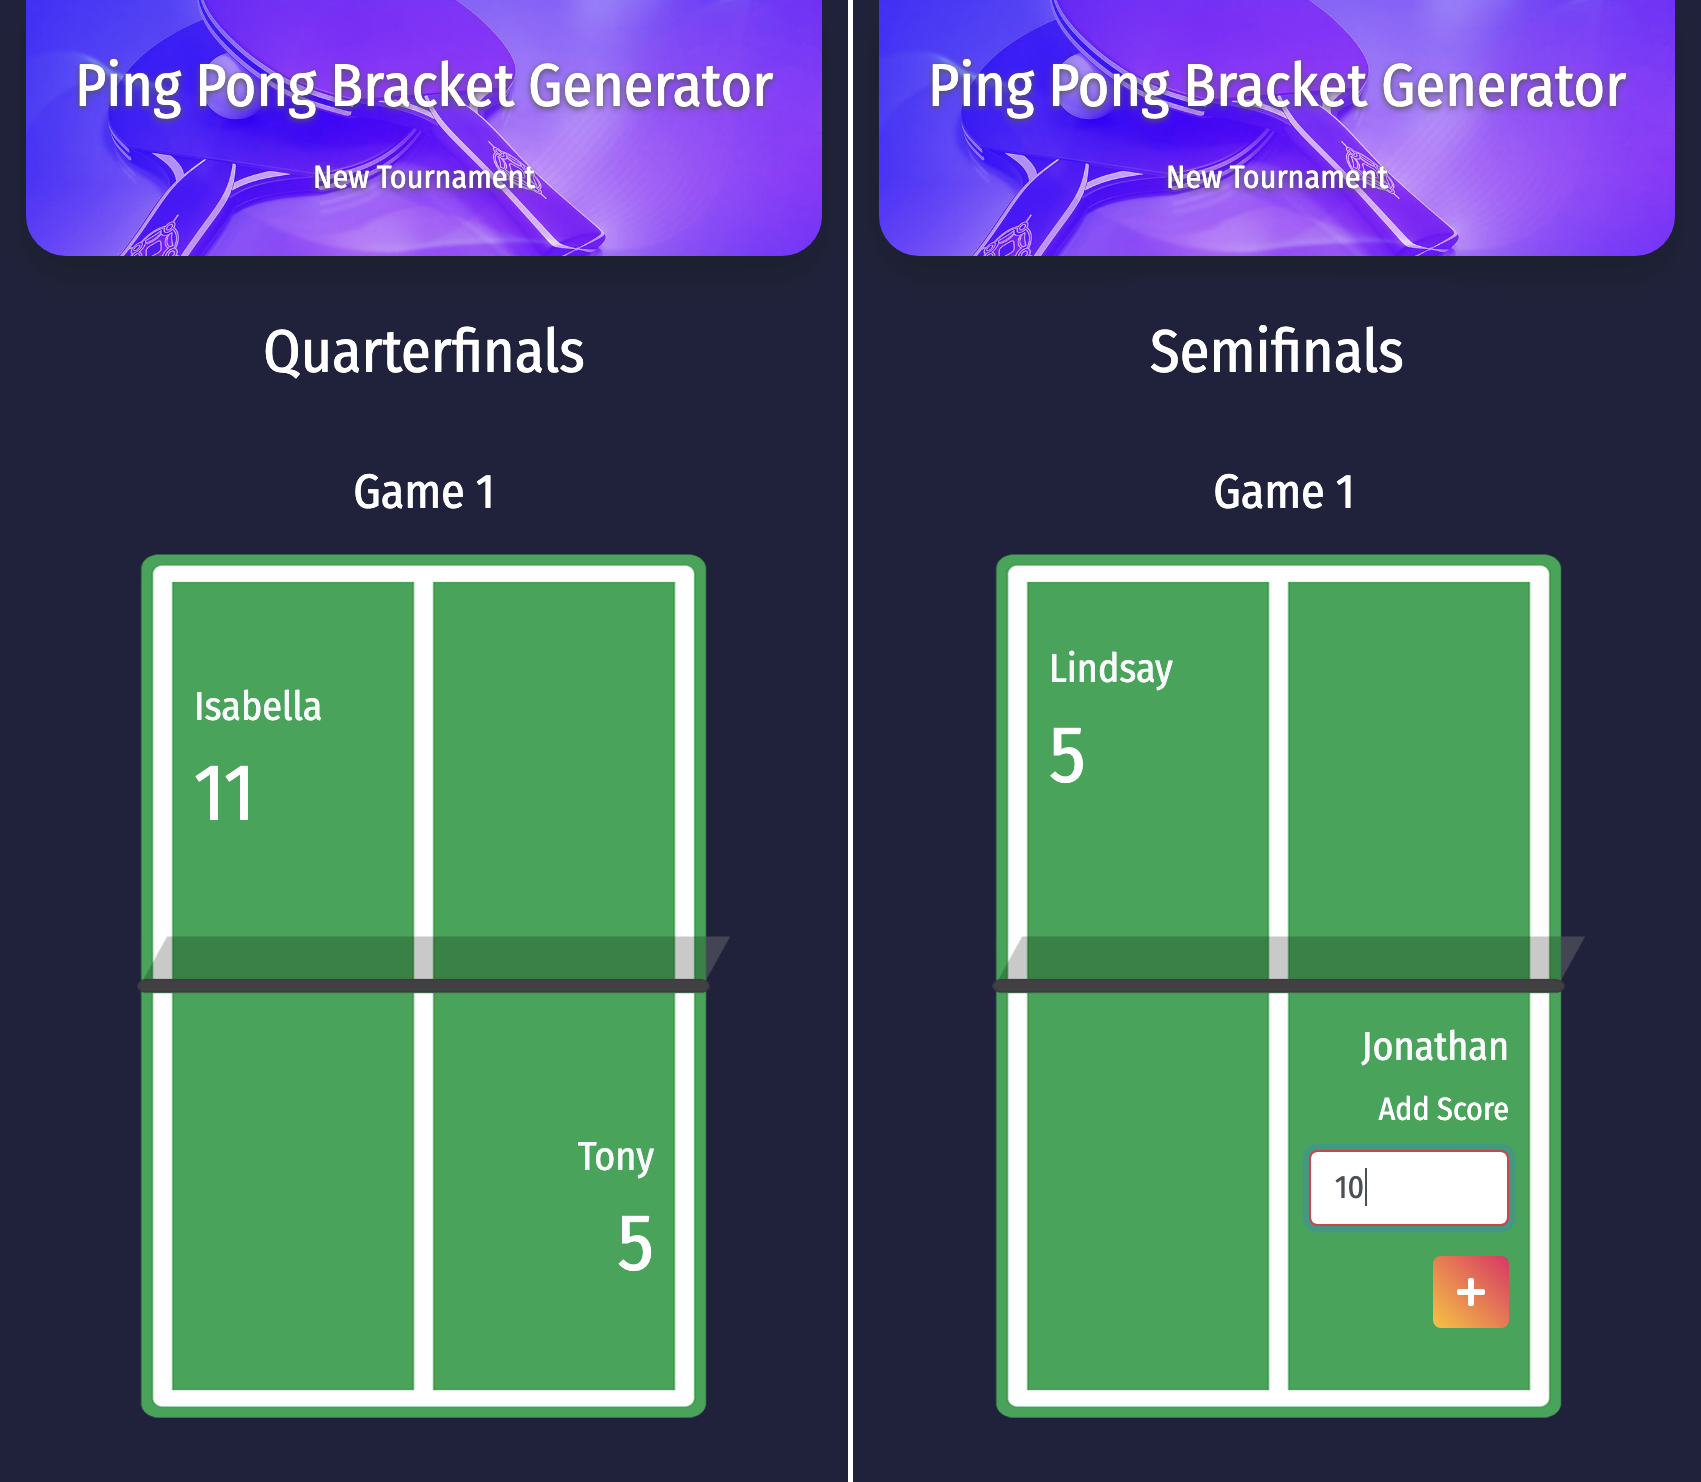 Ping Pong Bracket Generator
New Tournament
Quarterfinals
Game 1
Isabella
11
Tony
5
Ping Pong Bracket Generator
New Tournament
Semifinals
Game 1
Lindsay
5
Jonathan
Add Score
10
+